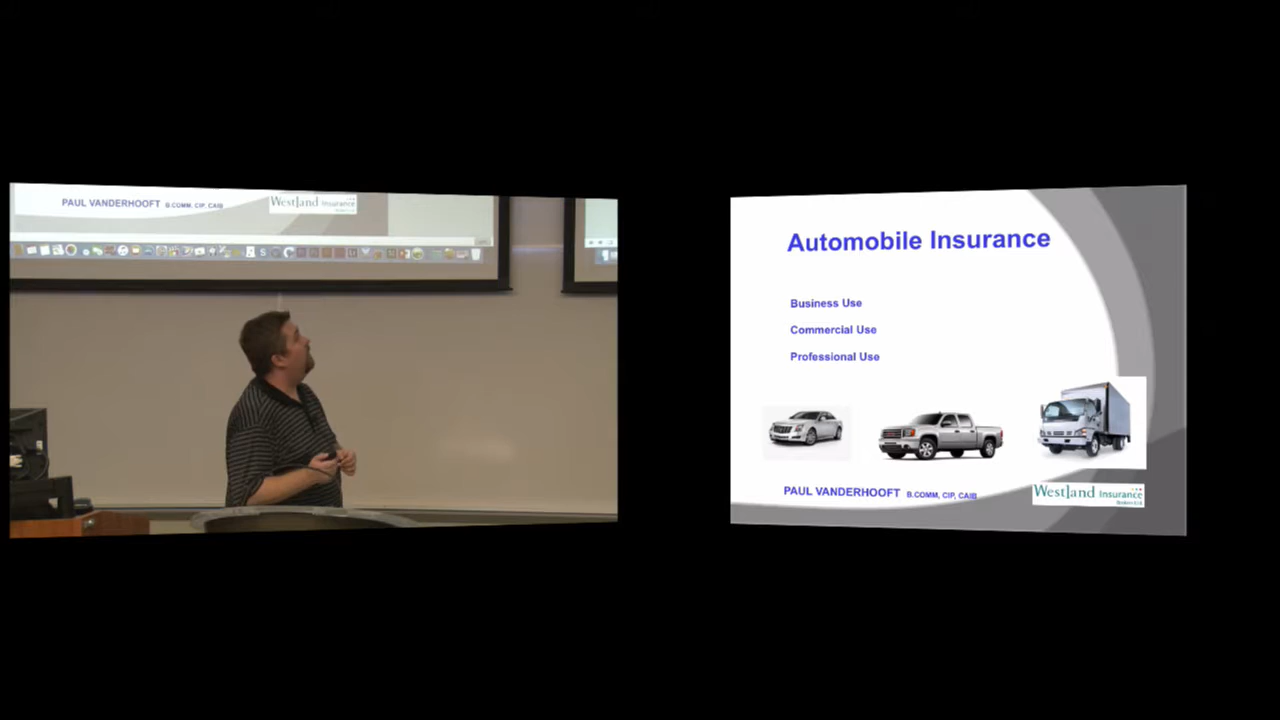 PAUL VANDERHOOFT B.COMM, CIP, CAIB
Westland Insurance
Automobile Insurance
Business Use
Commercial Use
Professional Use
PAUL VANDERHOOFT B.COMM, CIP, CAIB
Westland Insurance